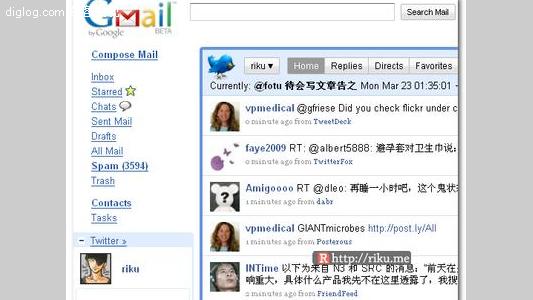 diglog.com
Gmail
by Google BETA
Search Mail
Compose Mail
Inbox
Starred
Chats
Sent Mail
Drafts
All Mail
Spam (3594)
Trash
Contacts
Tasks
Twitter »
riku
riku ▾ Home Replies Directs Favorites
Currently: @fotu 待会写文章告之 Mon Mar 23 01:35:01 -
vpmedical @gfriese Did you check flickr under c
0 minute ago from TweetDeck
faye2009 RT: @albert5888: 避孕套对卫生巾说:
0 minute ago from TwitterFox
Amigoooo RT @dleo: 再睡一小时吧，这个鬼状
1 minutes ago from dabr
vpmedical GIANTmicrobes http://post.ly/All
1 minutes ago from Posterous
R http://riku.me
INTime 以下为来自 N3 和 SRC 的消息：“前天在
响重大，具体什么产品我先不在这里透露了，我
minutes ago from FriendFeed